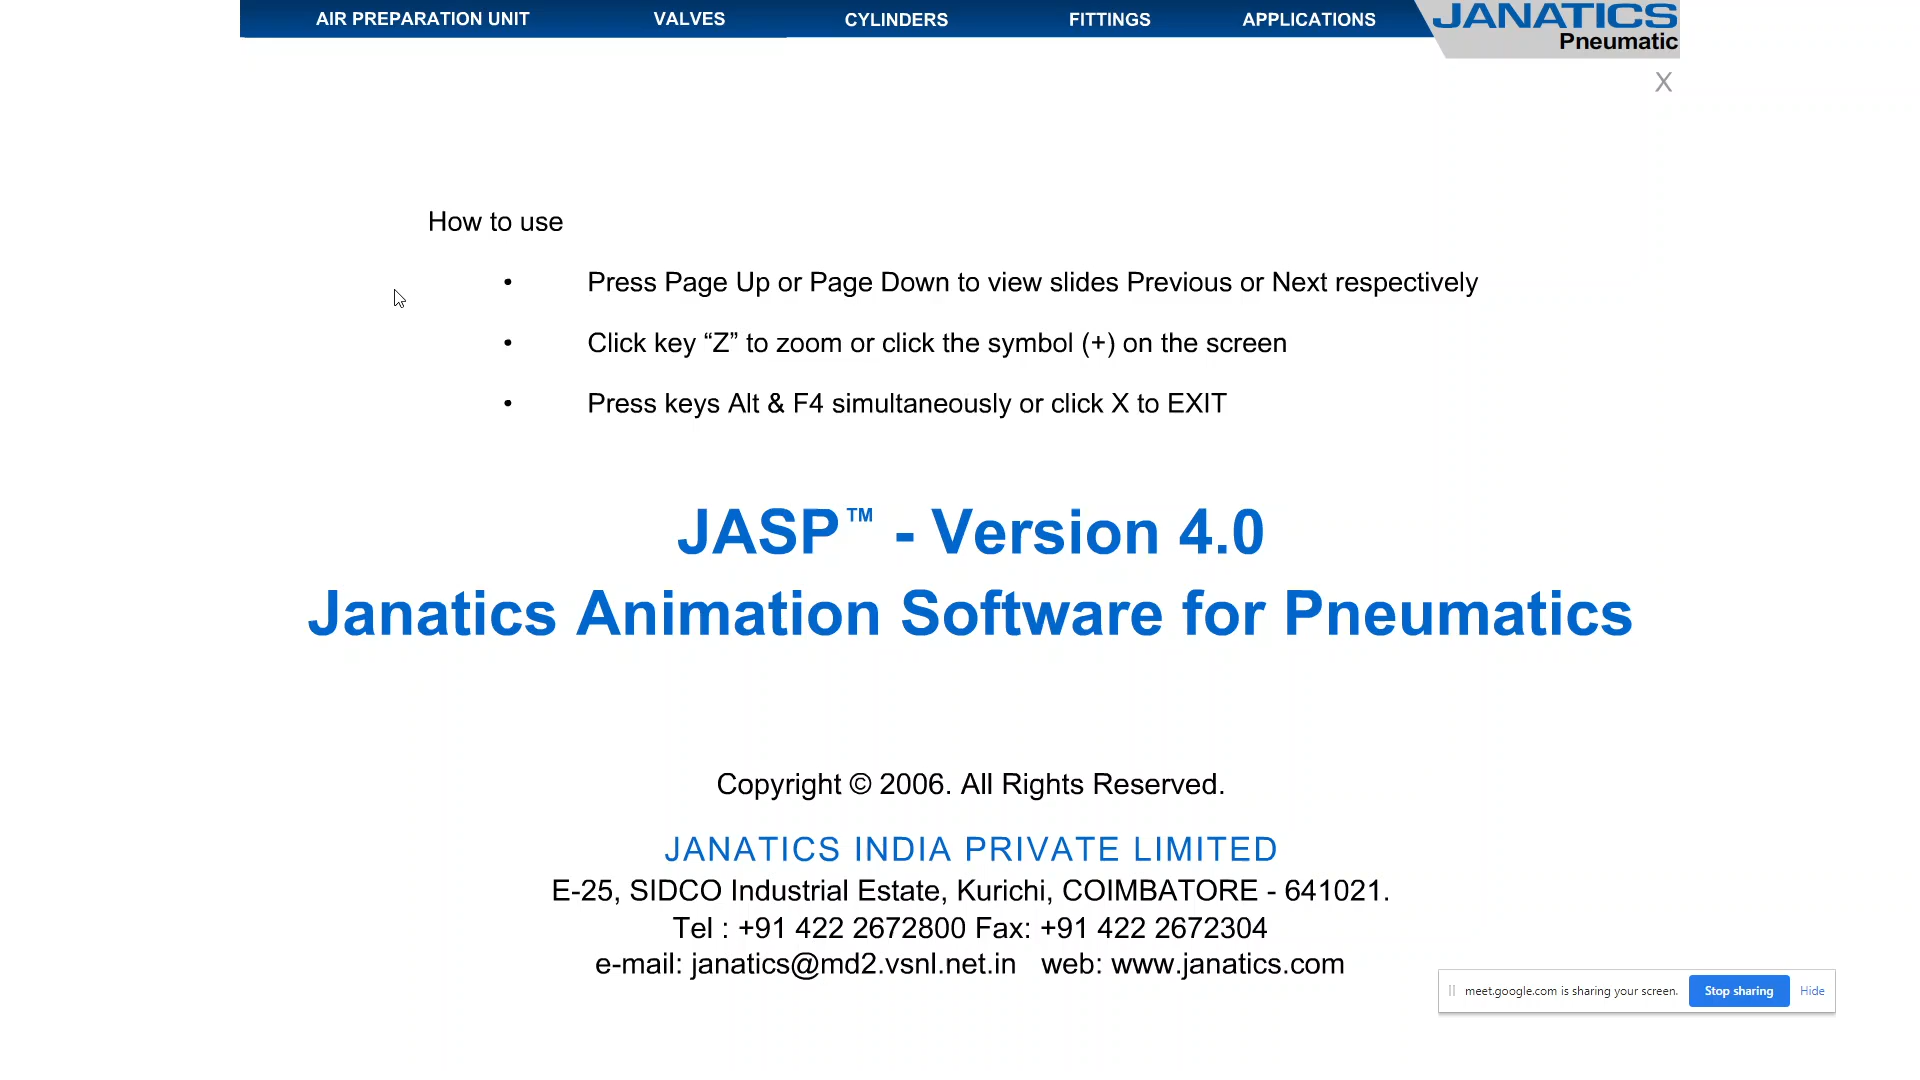 AIR PREPARATION UNIT VALVES CYLINDERS FITTINGS APPLICATIONS JANATICS
Pneumatic
X
How to use
• Press Page Up or Page Down to view slides Previous or Next respectively
• Click key “Z” to zoom or click the symbol (+) on the screen
• Press keys Alt & F4 simultaneously or click X to EXIT
JASP™ - Version 4.0
Janatics Animation Software for Pneumatics
Copyright © 2006. All Rights Reserved.
JANATICS INDIA PRIVATE LIMITED
E-25, SIDCO Industrial Estate, Kurichi, COIMBATORE - 641021.
Tel : +91 422 2672800 Fax: +91 422 2672304
e-mail: janatics@md2.vsnl.net.in web: www.janatics.com
meet.google.com is sharing your screen. Stop sharing Hide